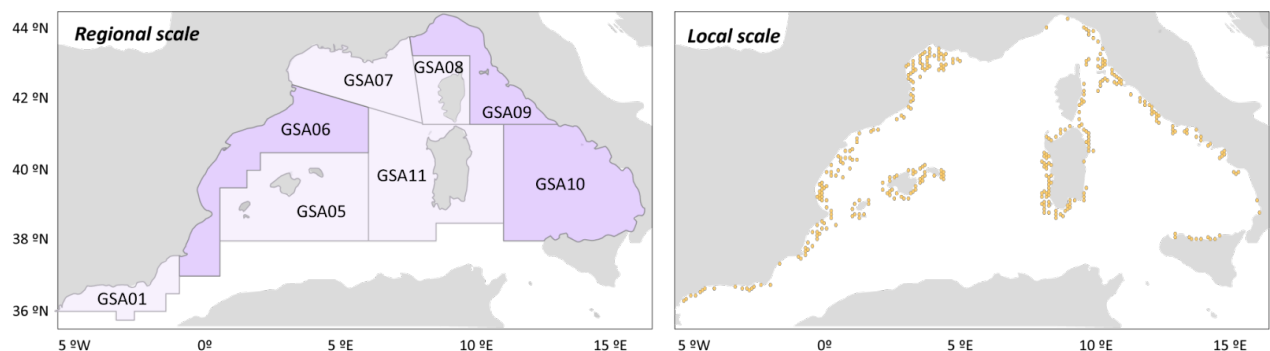 44 ºN
Regional scale
GSA07
GSA08
42 ºN
GSA09
GSA06
40 ºN
GSA11
GSA10
GSA05
38 ºN
GSA01
36 ºN
5 ºW
0º
5 ºE
10 ºE
15 ºE
Local scale
5 ºW
0º
5 ºE
10 ºE
15 ºE